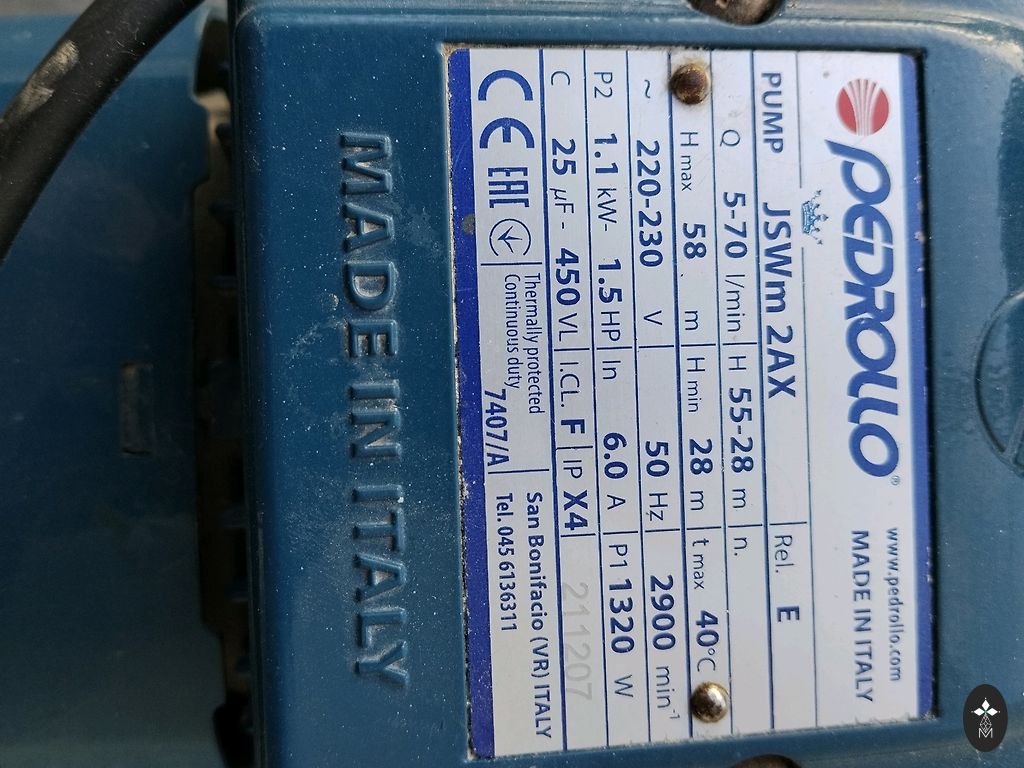 PEDROLLO®
www.pedrollo.com
MADE IN ITALY
PUMP JSWm 2AX Rel. E
Q 5-70 l/min H 55-28 m n.
H max 58 m H min 28 m t max 40°C
~ 220-230 V 50 Hz 2900 min-1
P2 1.1 kW- 1.5 HP In 6.0 A P1 1320 W
C 25 µF - 450 VL I.CL. F IP X4 211207
CE EAC Thermally protected
Continuous duty 7407/A
San Bonifacio (VR) ITALY
Tel. 045 6136311
MADE IN ITALY
M